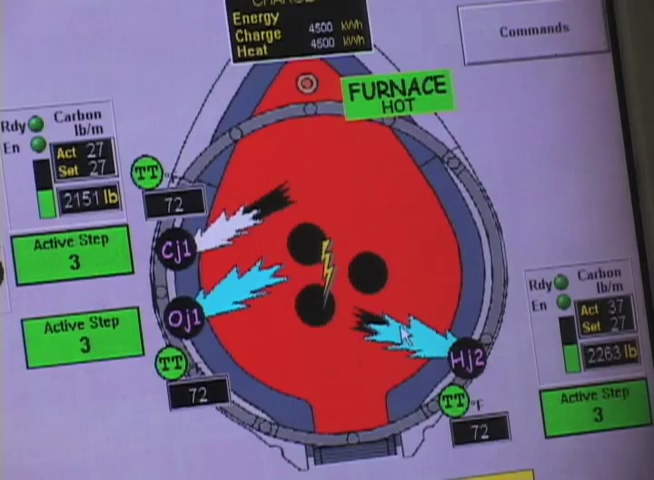 CHARGE
Energy
Charge 4500 kWh
Heat 4500 kWh
Commands
FURNACE
HOT
Rdy
En
Carbon
lb/m
Act 27
Set 27
2151 lb
Active Step
3
TT
72
Cj1
Oj1
Active Step
3
TT
72
Hj2
TT °F
72
Rdy
En
Carbon
lb/m
Act 37
Set 27
2263 lb
Active Step
3